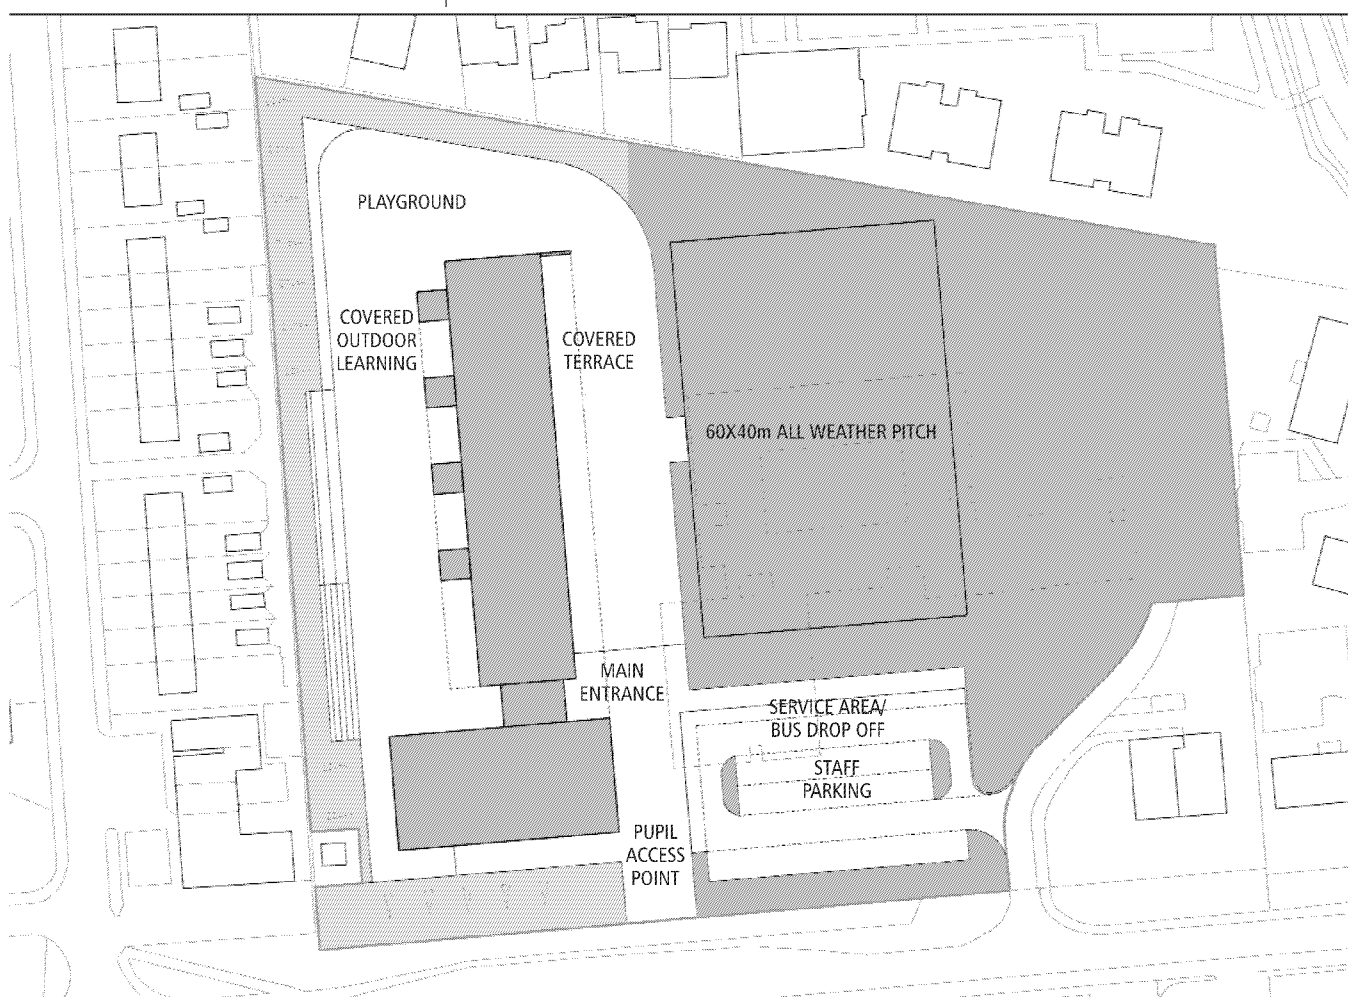 PLAYGROUND
COVERED
OUTDOOR
LEARNING
COVERED
TERRACE
60X40m ALL WEATHER PITCH
MAIN
ENTRANCE
SERVICE AREA/
BUS DROP OFF
STAFF
PARKING
PUPIL
ACCESS
POINT